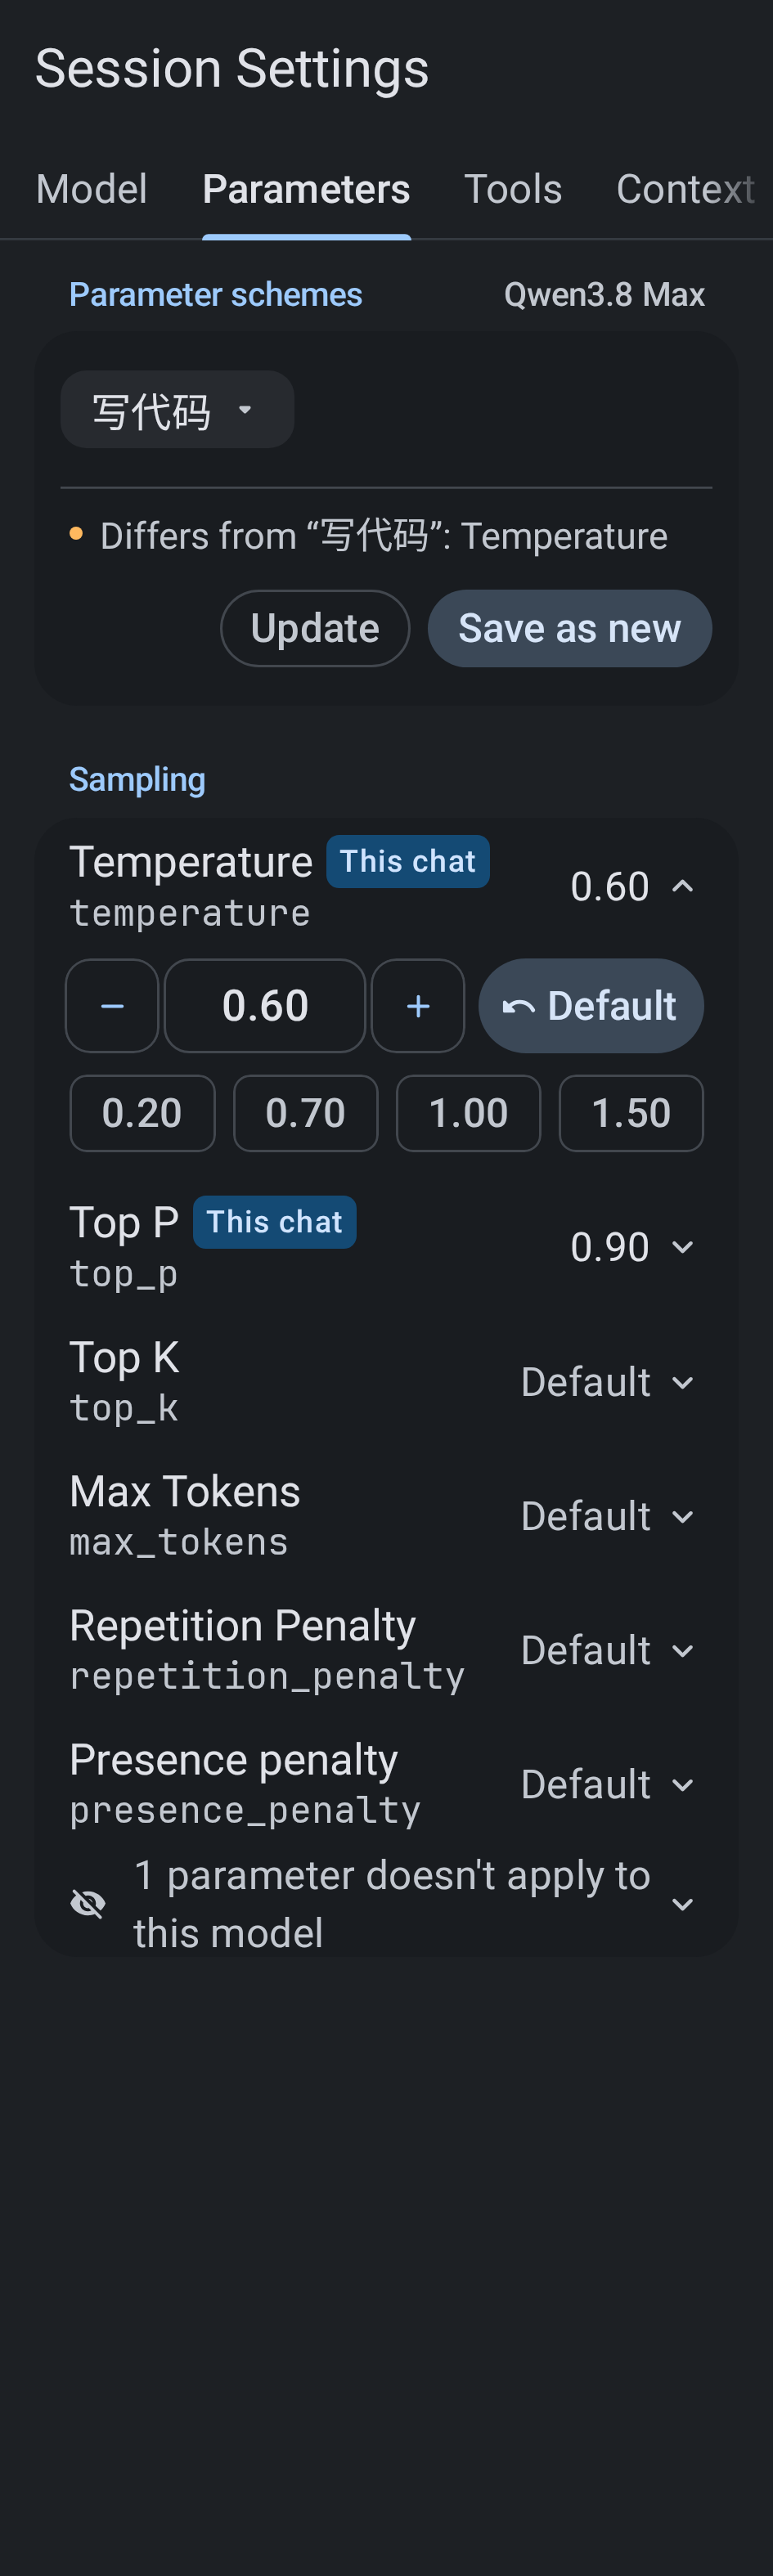 Session Settings
Model Parameters Tools Context
Parameter schemes Qwen3.8 Max
写代码
Differs from “写代码”: Temperature
Update Save as new
Sampling
Temperature This chat 0.60
temperature
− 0.60 + Default
0.20 0.70 1.00 1.50
Top P This chat 0.90
top_p
Top K Default
top_k
Max Tokens Default
max_tokens
Repetition Penalty Default
repetition_penalty
Presence penalty Default
presence_penalty
1 parameter doesn't apply to
this model